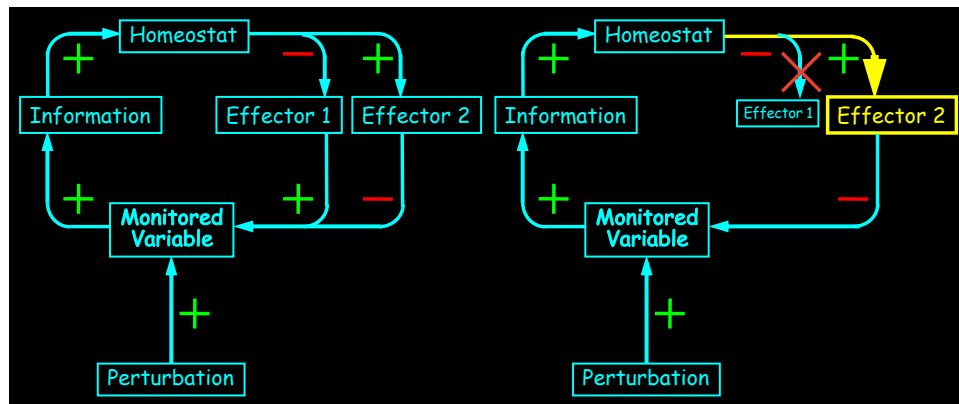 Homeostat
− +
+
Information
Effector 1
Effector 2
+
+
−
Monitored
Variable
+
Perturbation
Homeostat
+
− +
Information
Effector 1
Effector 2
+
−
Monitored
Variable
+
Perturbation